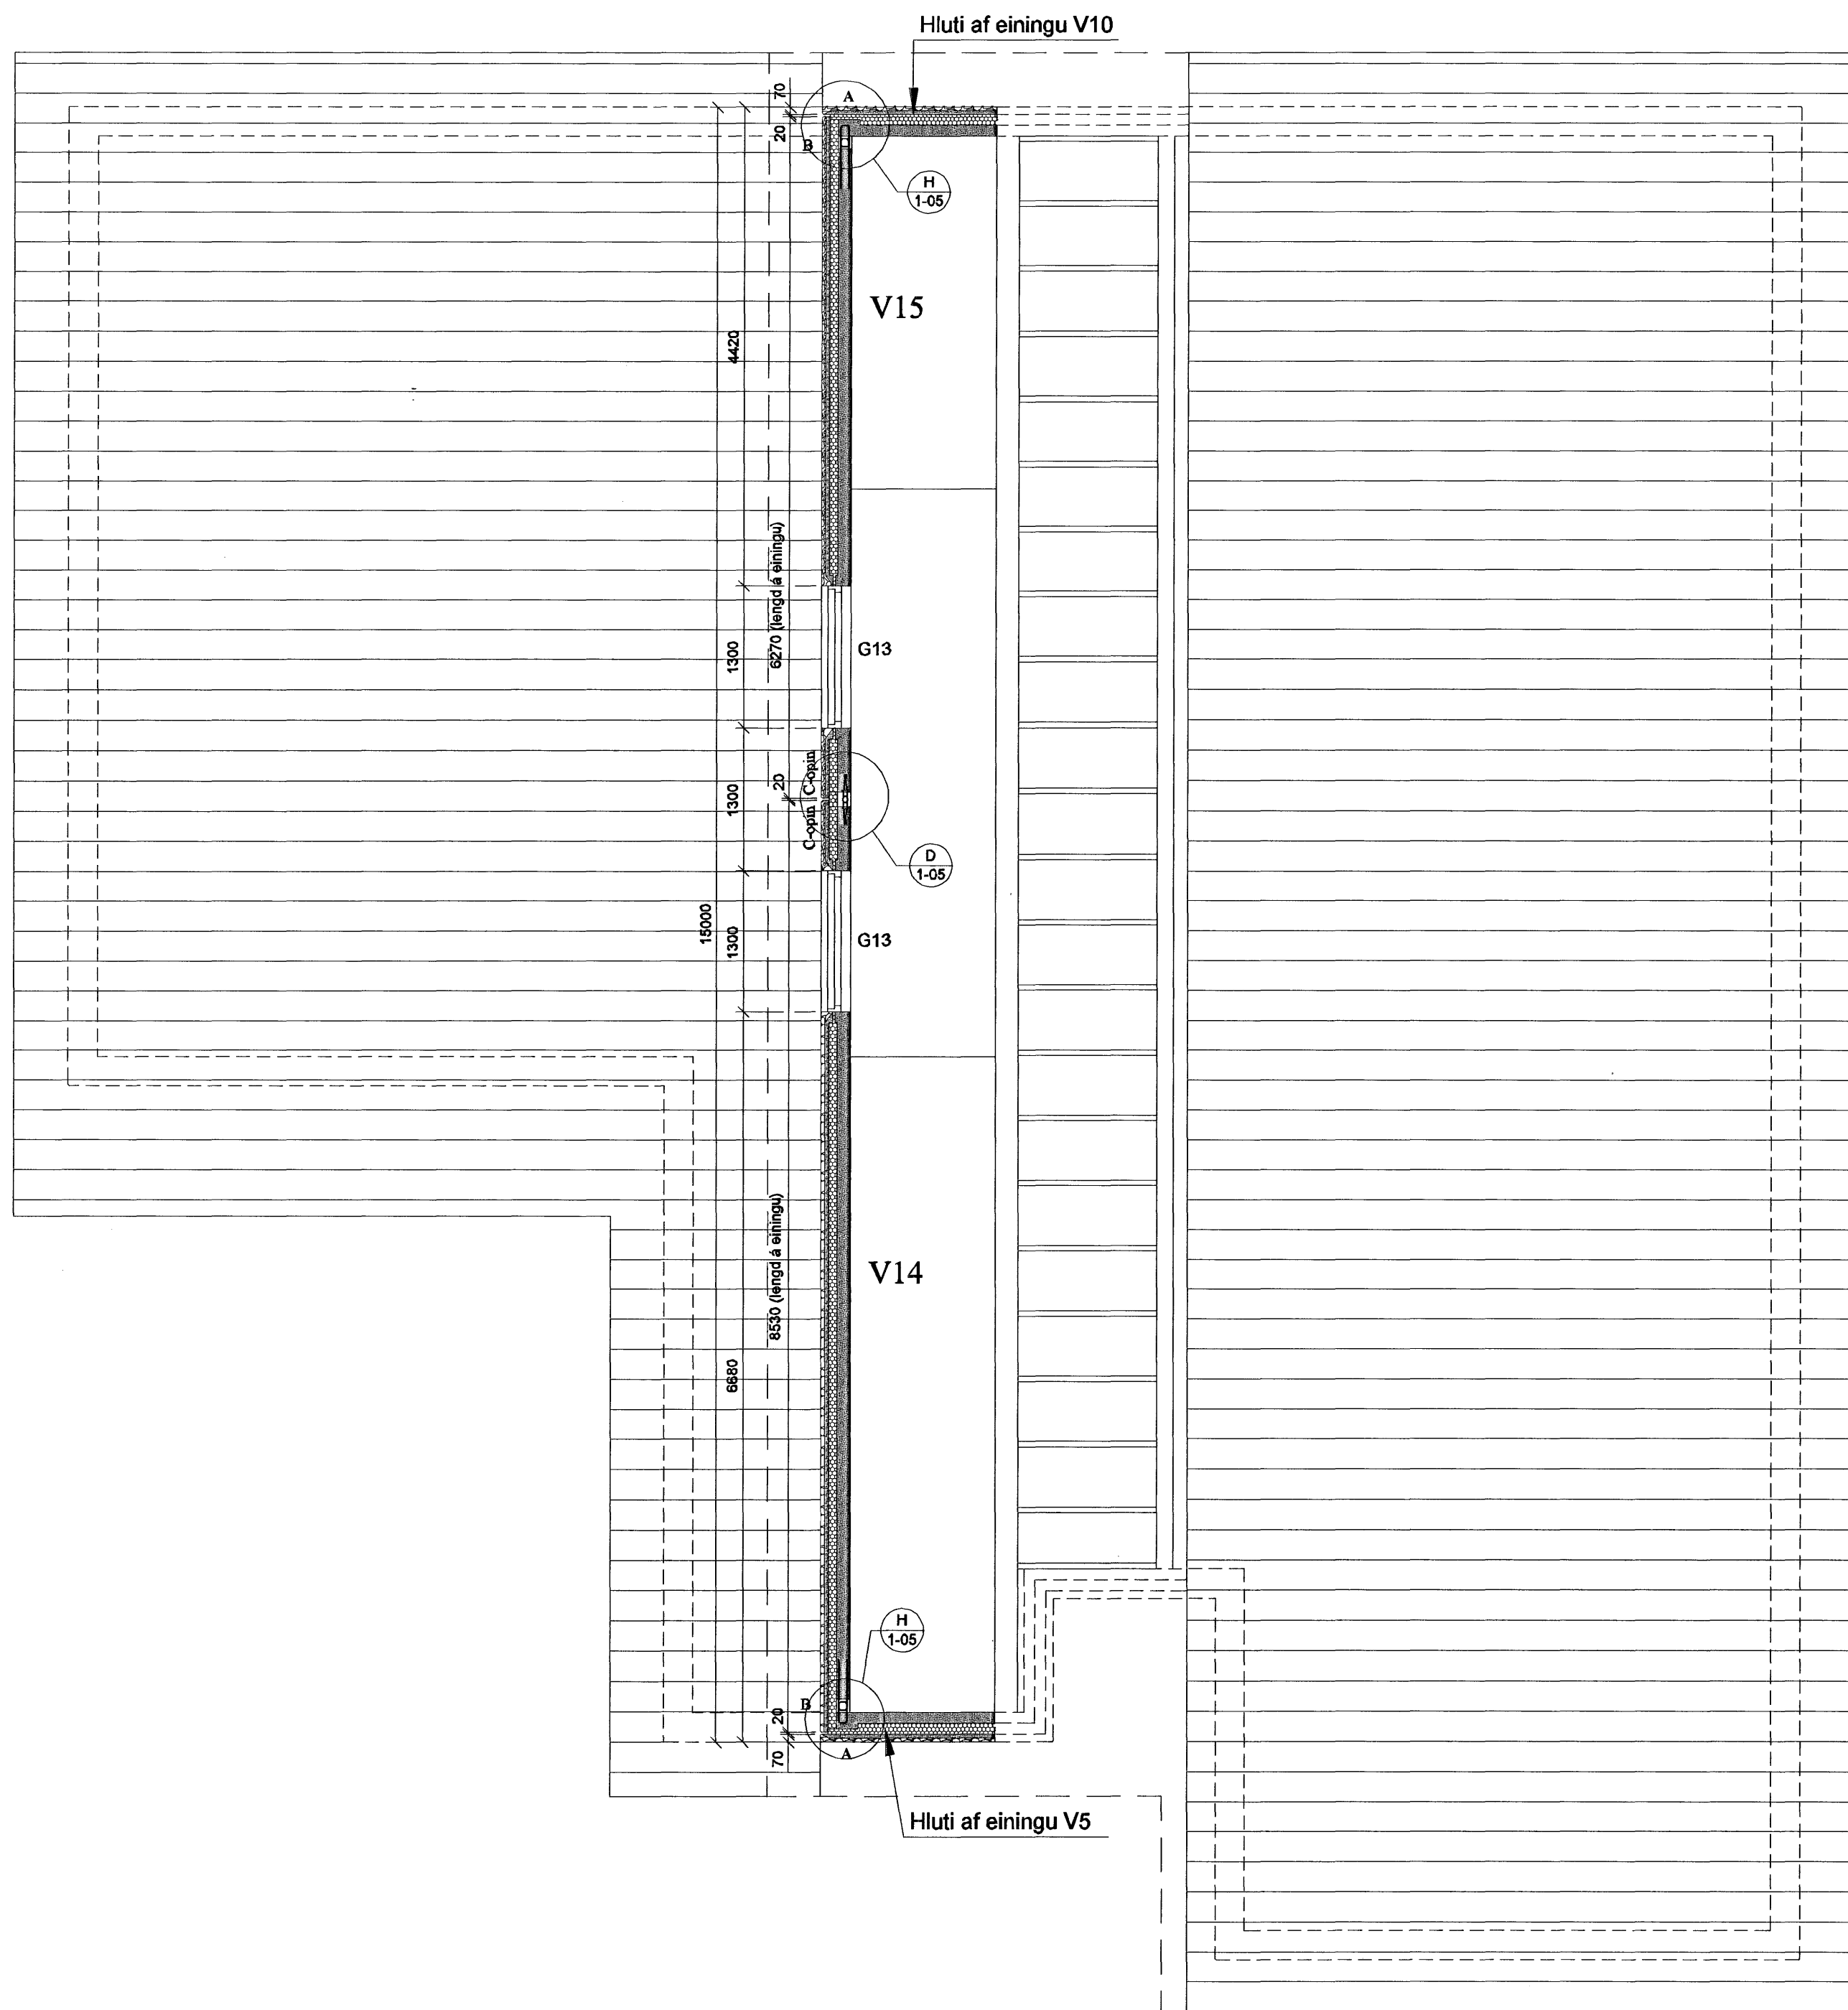 Hluti af einingu V10
70
A
20
B
H
1-05
V15
4420
6270 (lengd á einingu)
1300
G13
C-opin
20
1300
C-opin
D
1-05
15000
1300
G13
8530 (lengd á einingu)
V14
6680
H
1-05
B
20
A
70
Hluti af einingu V5